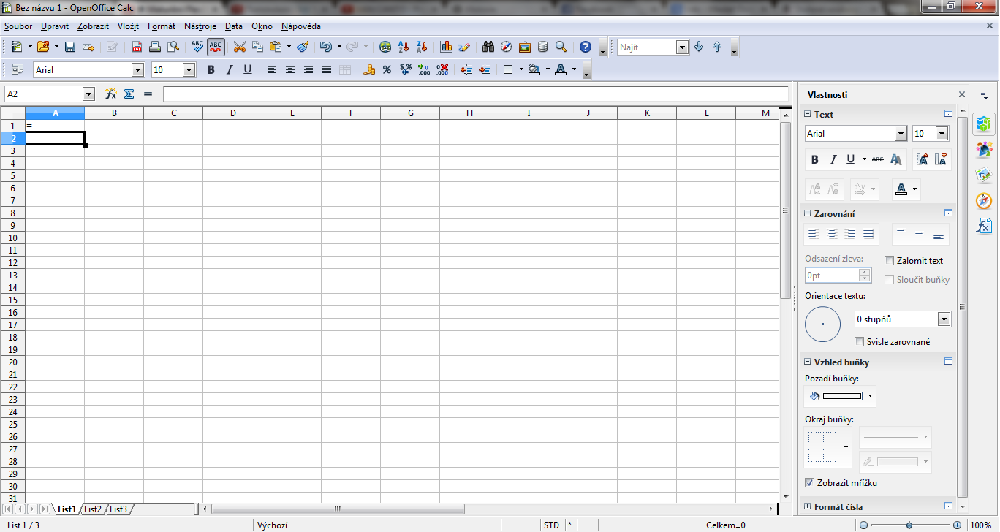 Bez názvu 1 - OpenOffice Calc
Soubor Upravit Zobrazit Vložit Formát Nástroje Data Okno Nápověda
Najít
Arial 10
A2
A B C D E F G H I J K L M
1 =
2
3
4
5
6
7
8
9
10
11
12
13
14
15
16
17
18
19
20
21
22
23
24
25
26
27
28
29
30
31
List1 List2 List3
List 1 / 3 Výchozí STD * Celkem=0 100%
Vlastnosti
Text
Arial 10
Zarovnání
Odsazení zleva:
Zalomit text
0pt
Sloučit buňky
Orientace textu:
0 stupňů
Svisle zarovnané
Vzhled buňky
Pozadí buňky:
Okraj buňky:
Zobrazit mřížku
Formát čísla